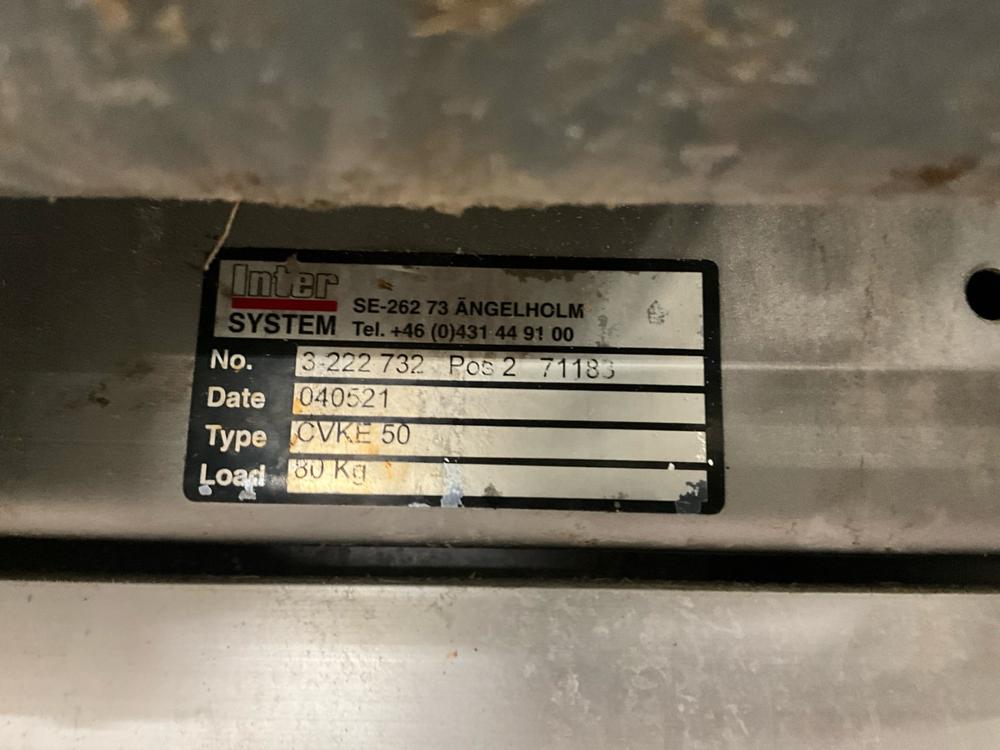 Inter
SYSTEM
SE-262 73 ÄNGELHOLM
Tel. +46 (0)431 44 91 00
No. 3-222 732 Pos 2 71183
Date 040521
Type CVKE 50
Load 80 Kg